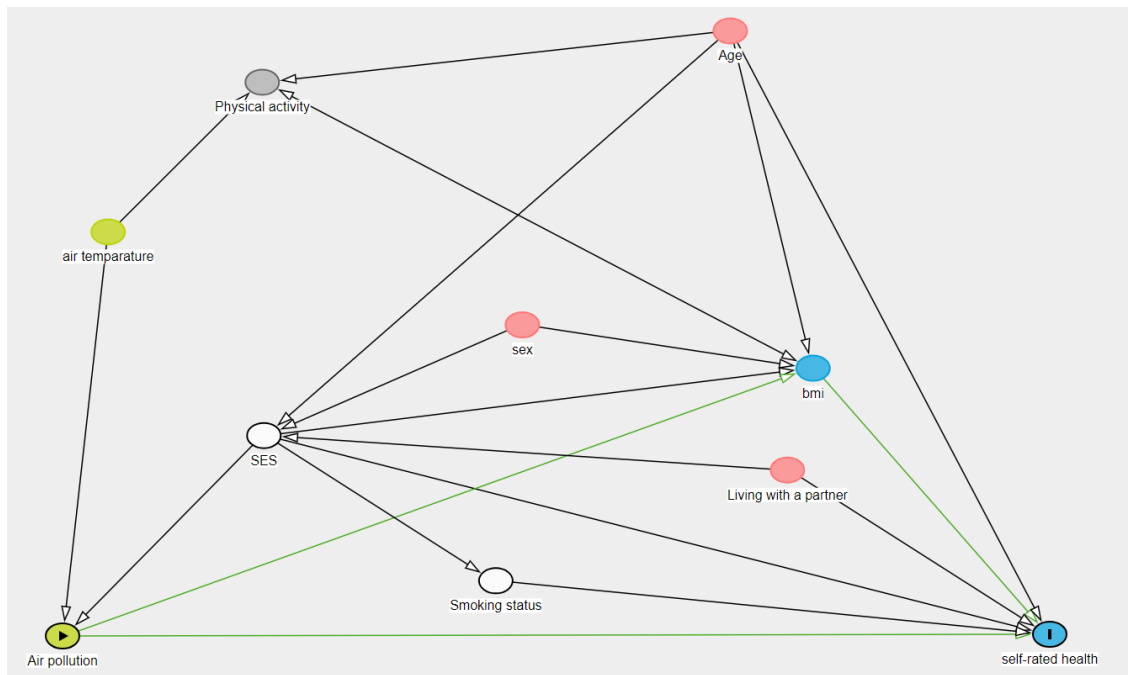 Age
Physical activity
air temparature
sex
bmi
SES
Living with a partner
Smoking status
Air pollution
self-rated health